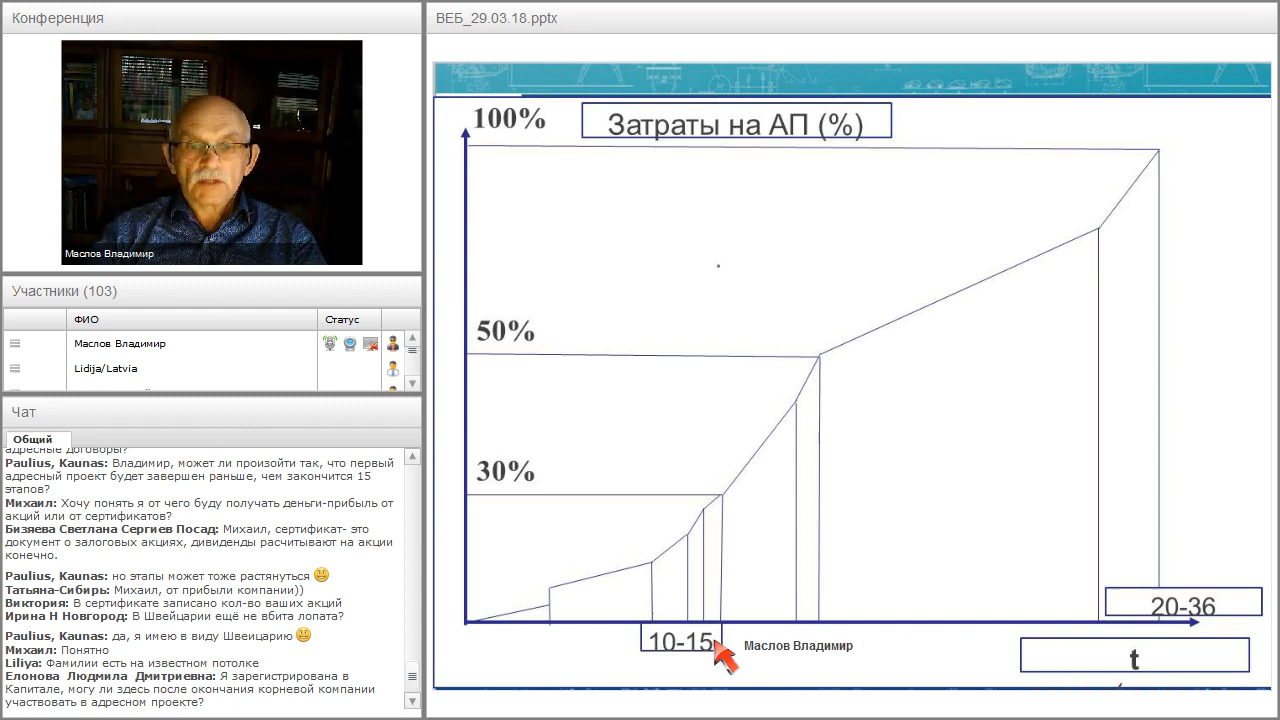 Конференция
Маслов Владимир
Участники (103)
ФИО
Статус
Маслов Владимир
Lidija/Latvia
Чат
Общий
адресные договоры?
Paulius, Kaunas: Владимир, может ли произойти так, что первый
адресный проект будет завершен раньше, чем закончится 15
этапов?
Михаил: Хочу понять я от чего буду получать деньги-прибыль от
акций или от сертификатов?
Бизяева Светлана Сергиев Посад: Михаил, сертификат- это
документ о залоговых акциях, дивиденды расчитывают на акции
конечно.
Paulius, Kaunas: но этапы может тоже растянуться
Татьяна-Сибирь: Михаил, от прибыли компании))
Виктория: В сертификате записано кол-во ваших акций
Ирина Н Новгород: В Швейцарии ещё не вбита лопата?
Paulius, Kaunas: да, я имею в виду Швеицарию
Михаил: Понятно
Liliya: Фамилии есть на известном потолке
Елонова Людмила Дмитриевна: Я зарегистрирована в
Капитале, могу ли здесь после окончания корневой компании
участвовать в адресном проекте?
ВЕБ_29.03.18.pptx
100%
Затраты на АП (%)
50%
30%
20-36
10-15
Маслов Владимир
t